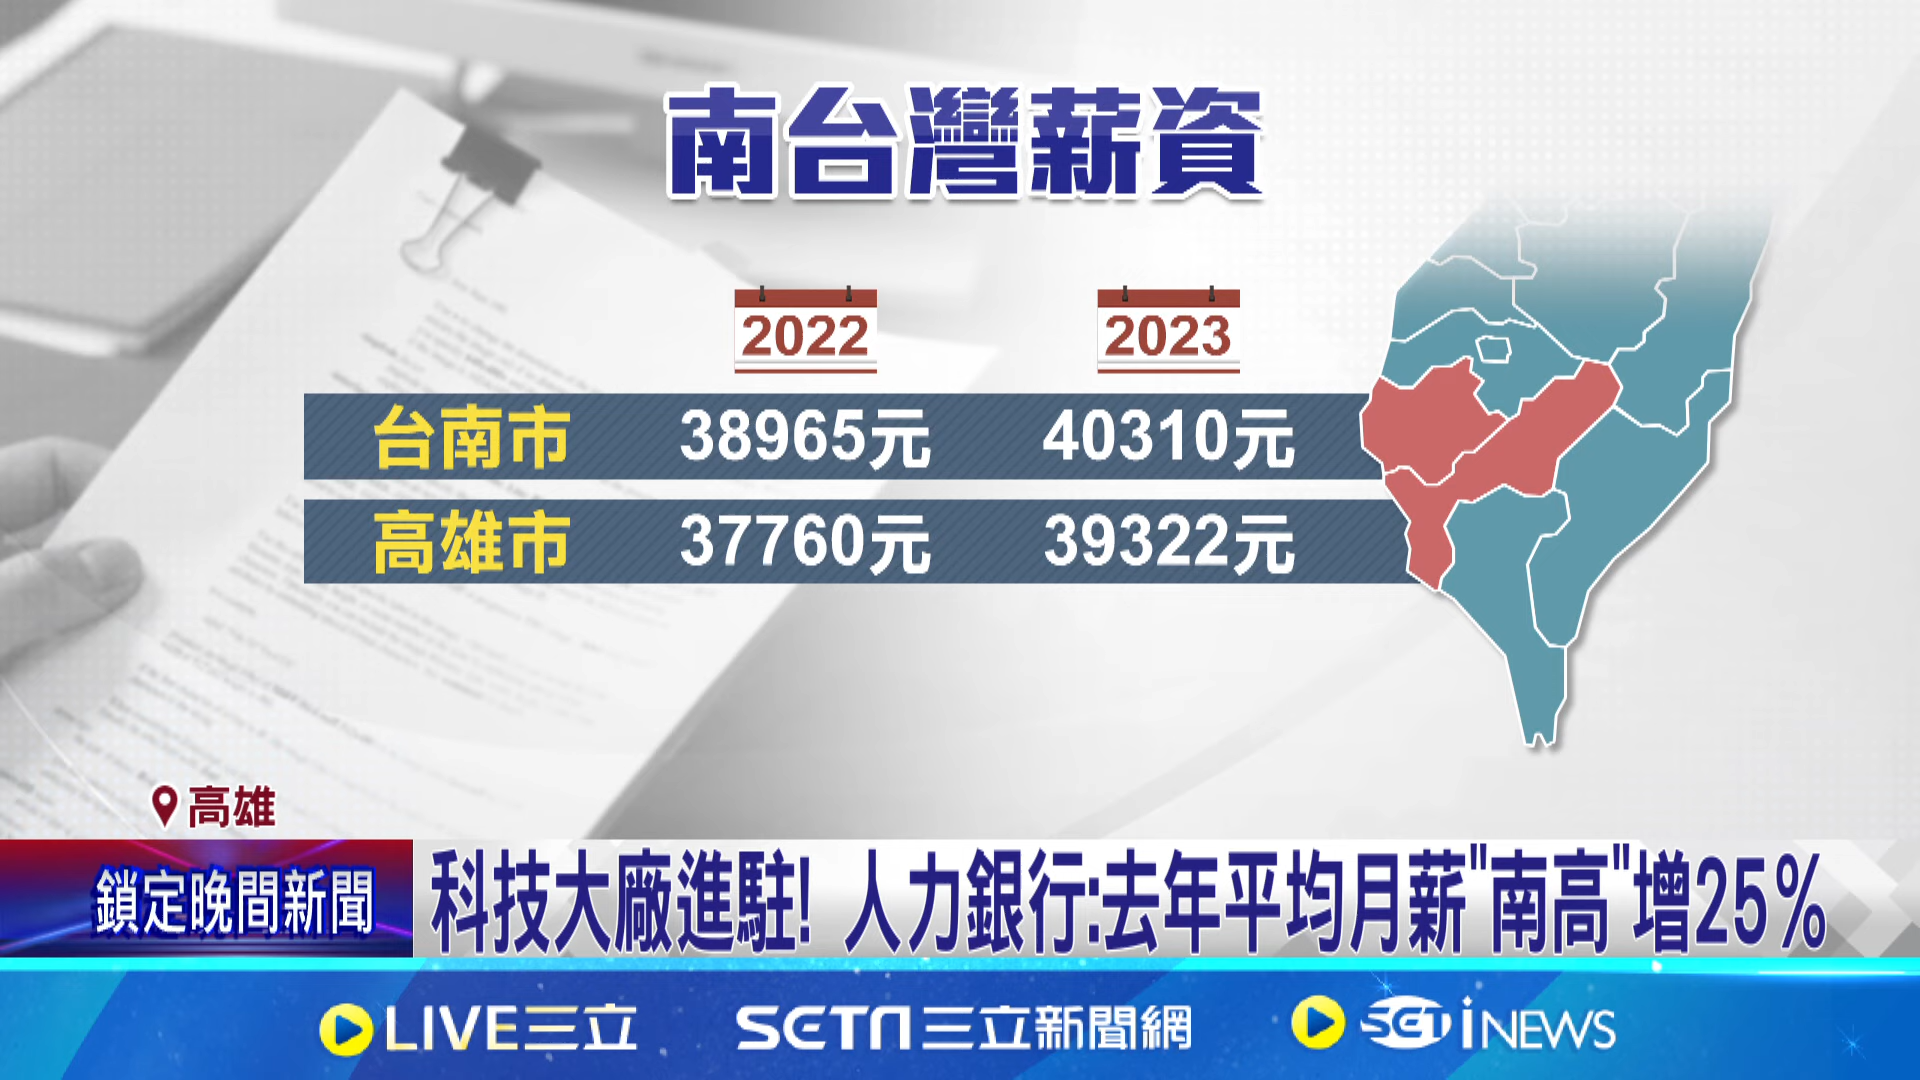 南台灣薪資
2022 2023
台南市 38965元 40310元
高雄市 37760元 39322元
高雄
鎖定晚間新聞
科技大廠進駐! 人力銀行:去年平均月薪"南高"增25%
LIVE三立 SETN三立新聞網 SETiNEWS